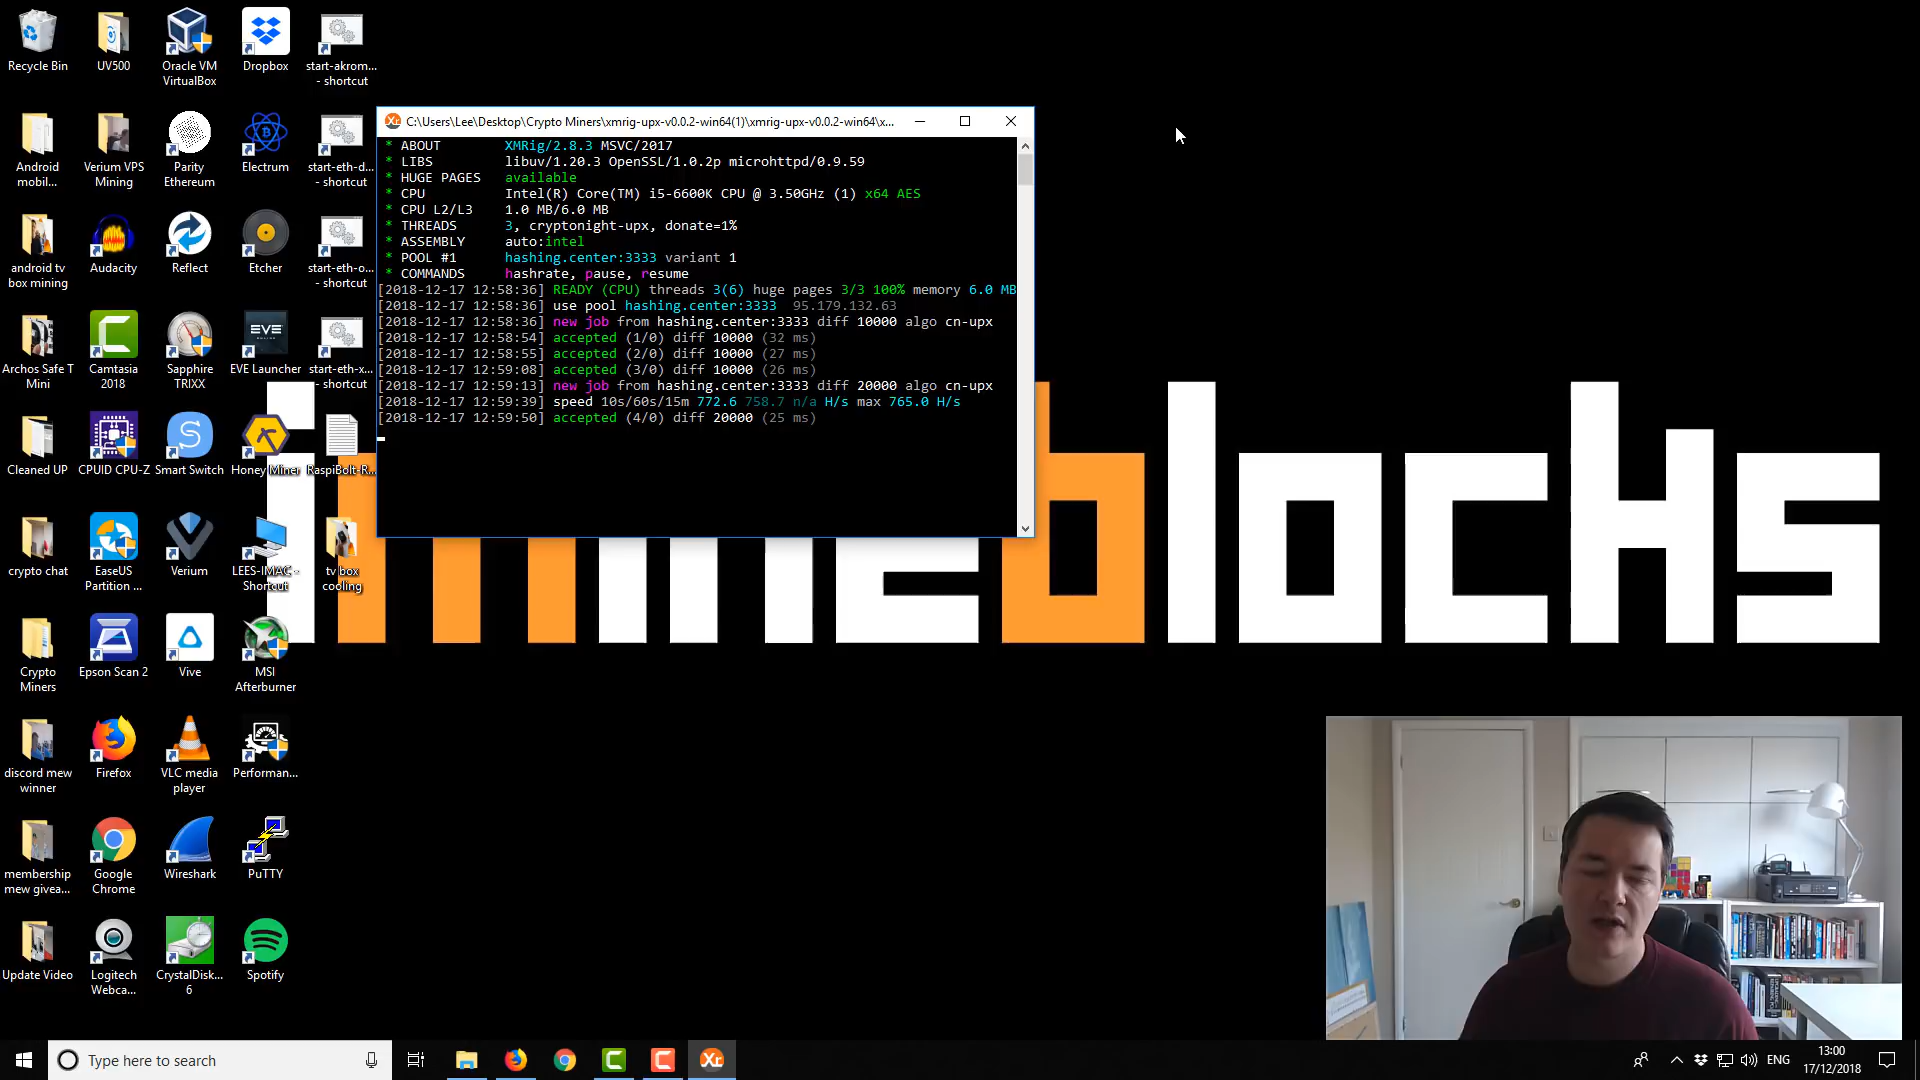 Recycle Bin
UV500
Oracle VM
VirtualBox
Dropbox
start-akrom...
- shortcut
Android
mobil...
Verium VPS
Mining
Parity
Ethereum
Electrum
start-eth-d...
- shortcut
android tv
box mining
Audacity
Reflect
Etcher
start-eth-o...
- shortcut
Archos Safe T
Mini
Camtasia
2018
Sapphire
TRIXX
EVE
EVE Launcher
start-eth-x...
- shortcut
Cleaned UP
CPUID CPU-Z
Smart Switch
Honey Miner
RaspiBolt-R...
crypto chat
EaseUS
Partition ...
Verium
LEES-IMAC -
Shortcut
tv box
cooling
Crypto
Miners
Epson Scan 2
Vive
MSI
Afterburner
discord mew
winner
Firefox
VLC media
player
Performan...
membership
mew givea...
Google
Chrome
Wireshark
PuTTY
Update Video
Logitech
Webca...
CrystalDisk...
6
Spotify
C:\Users\Lee\Desktop\Crypto Miners\xmrig-upx-v0.0.2-win64(1)\xmrig-upx-v0.0.2-win64\x...
* ABOUT XMRig/2.8.3 MSVC/2017
* LIBS libuv/1.20.3 OpenSSL/1.0.2p microhttpd/0.9.59
* HUGE PAGES available
* CPU Intel(R) Core(TM) i5-6600K CPU @ 3.50GHz (1) x64 AES
* CPU L2/L3 1.0 MB/6.0 MB
* THREADS 3, cryptonight-upx, donate=1%
* ASSEMBLY auto:intel
* POOL #1 hashing.center:3333 variant 1
* COMMANDS hashrate, pause, resume
[2018-12-17 12:58:36] READY (CPU) threads 3(6) huge pages 3/3 100% memory 6.0 MB
[2018-12-17 12:58:36] use pool hashing.center:3333 95.179.132.63
[2018-12-17 12:58:36] new job from hashing.center:3333 diff 10000 algo cn-upx
[2018-12-17 12:58:54] accepted (1/0) diff 10000 (32 ms)
[2018-12-17 12:58:55] accepted (2/0) diff 10000 (27 ms)
[2018-12-17 12:59:08] accepted (3/0) diff 10000 (26 ms)
[2018-12-17 12:59:13] new job from hashing.center:3333 diff 20000 algo cn-upx
[2018-12-17 12:59:39] speed 10s/60s/15m 772.6 758.7 n/a H/s max 765.0 H/s
[2018-12-17 12:59:50] accepted (4/0) diff 20000 (25 ms)
blocks
Type here to search
Xr
ENG
13:00
17/12/2018